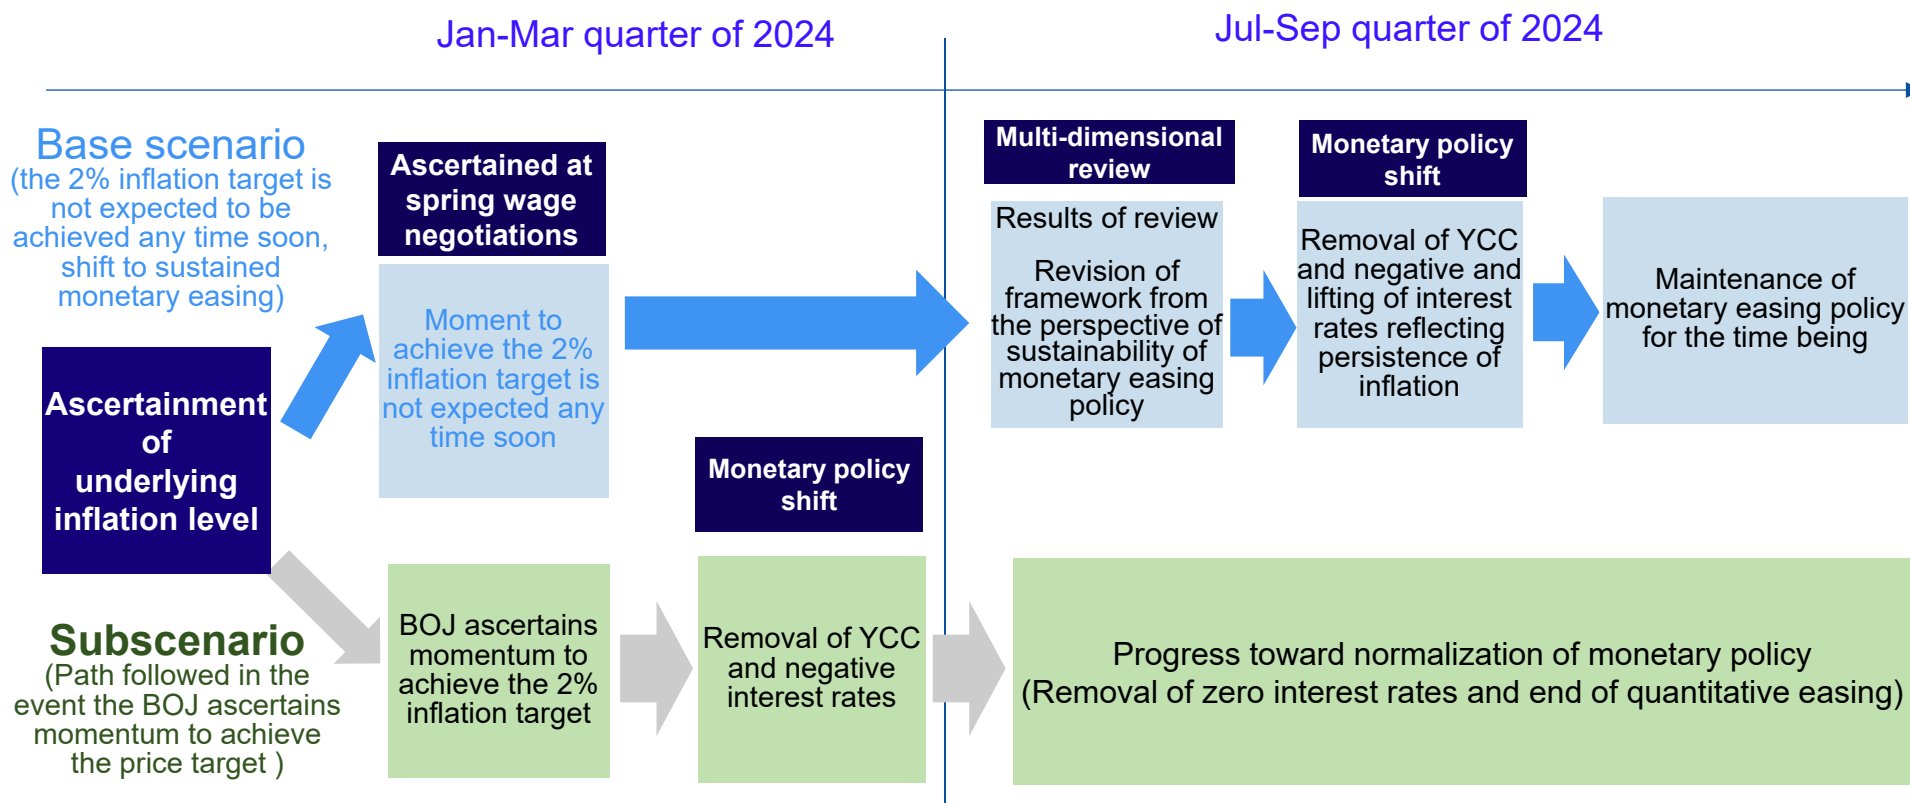 Jan-Mar quarter of 2024
Jul-Sep quarter of 2024
Base scenario
(the 2% inflation target is
not expected to be
achieved any time soon,
shift to sustained
monetary easing)
Ascertained at
spring wage
negotiations
Moment to
achieve the 2%
inflation target is
not expected any
time soon
Multi-dimensional
review
Results of review
Revision of
framework from
the perspective of
sustainability of
monetary easing
policy
Monetary policy
shift
Removal of YCC
and negative and
lifting of interest
rates reflecting
persistence of
inflation
Maintenance of
monetary easing policy
for the time being
Ascertainment
of
underlying
inflation level
Subscenario
(Path followed in the
event the BOJ ascertains
momentum to achieve
the price target )
BOJ ascertains
momentum to
achieve the 2%
inflation target
Monetary policy
shift
Removal of YCC
and negative
interest rates
Progress toward normalization of monetary policy
(Removal of zero interest rates and end of quantitative easing)